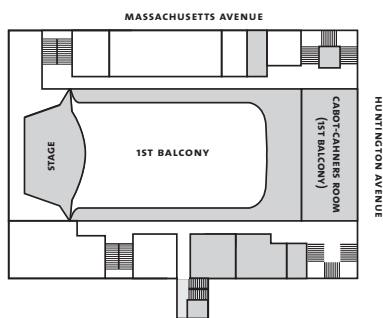 MASSACHUSETTS AVENUE
STAGE
1ST BALCONY
CABOT-CAHNERS ROOM
(1ST BALCONY)
HUNTINGTON AVENUE